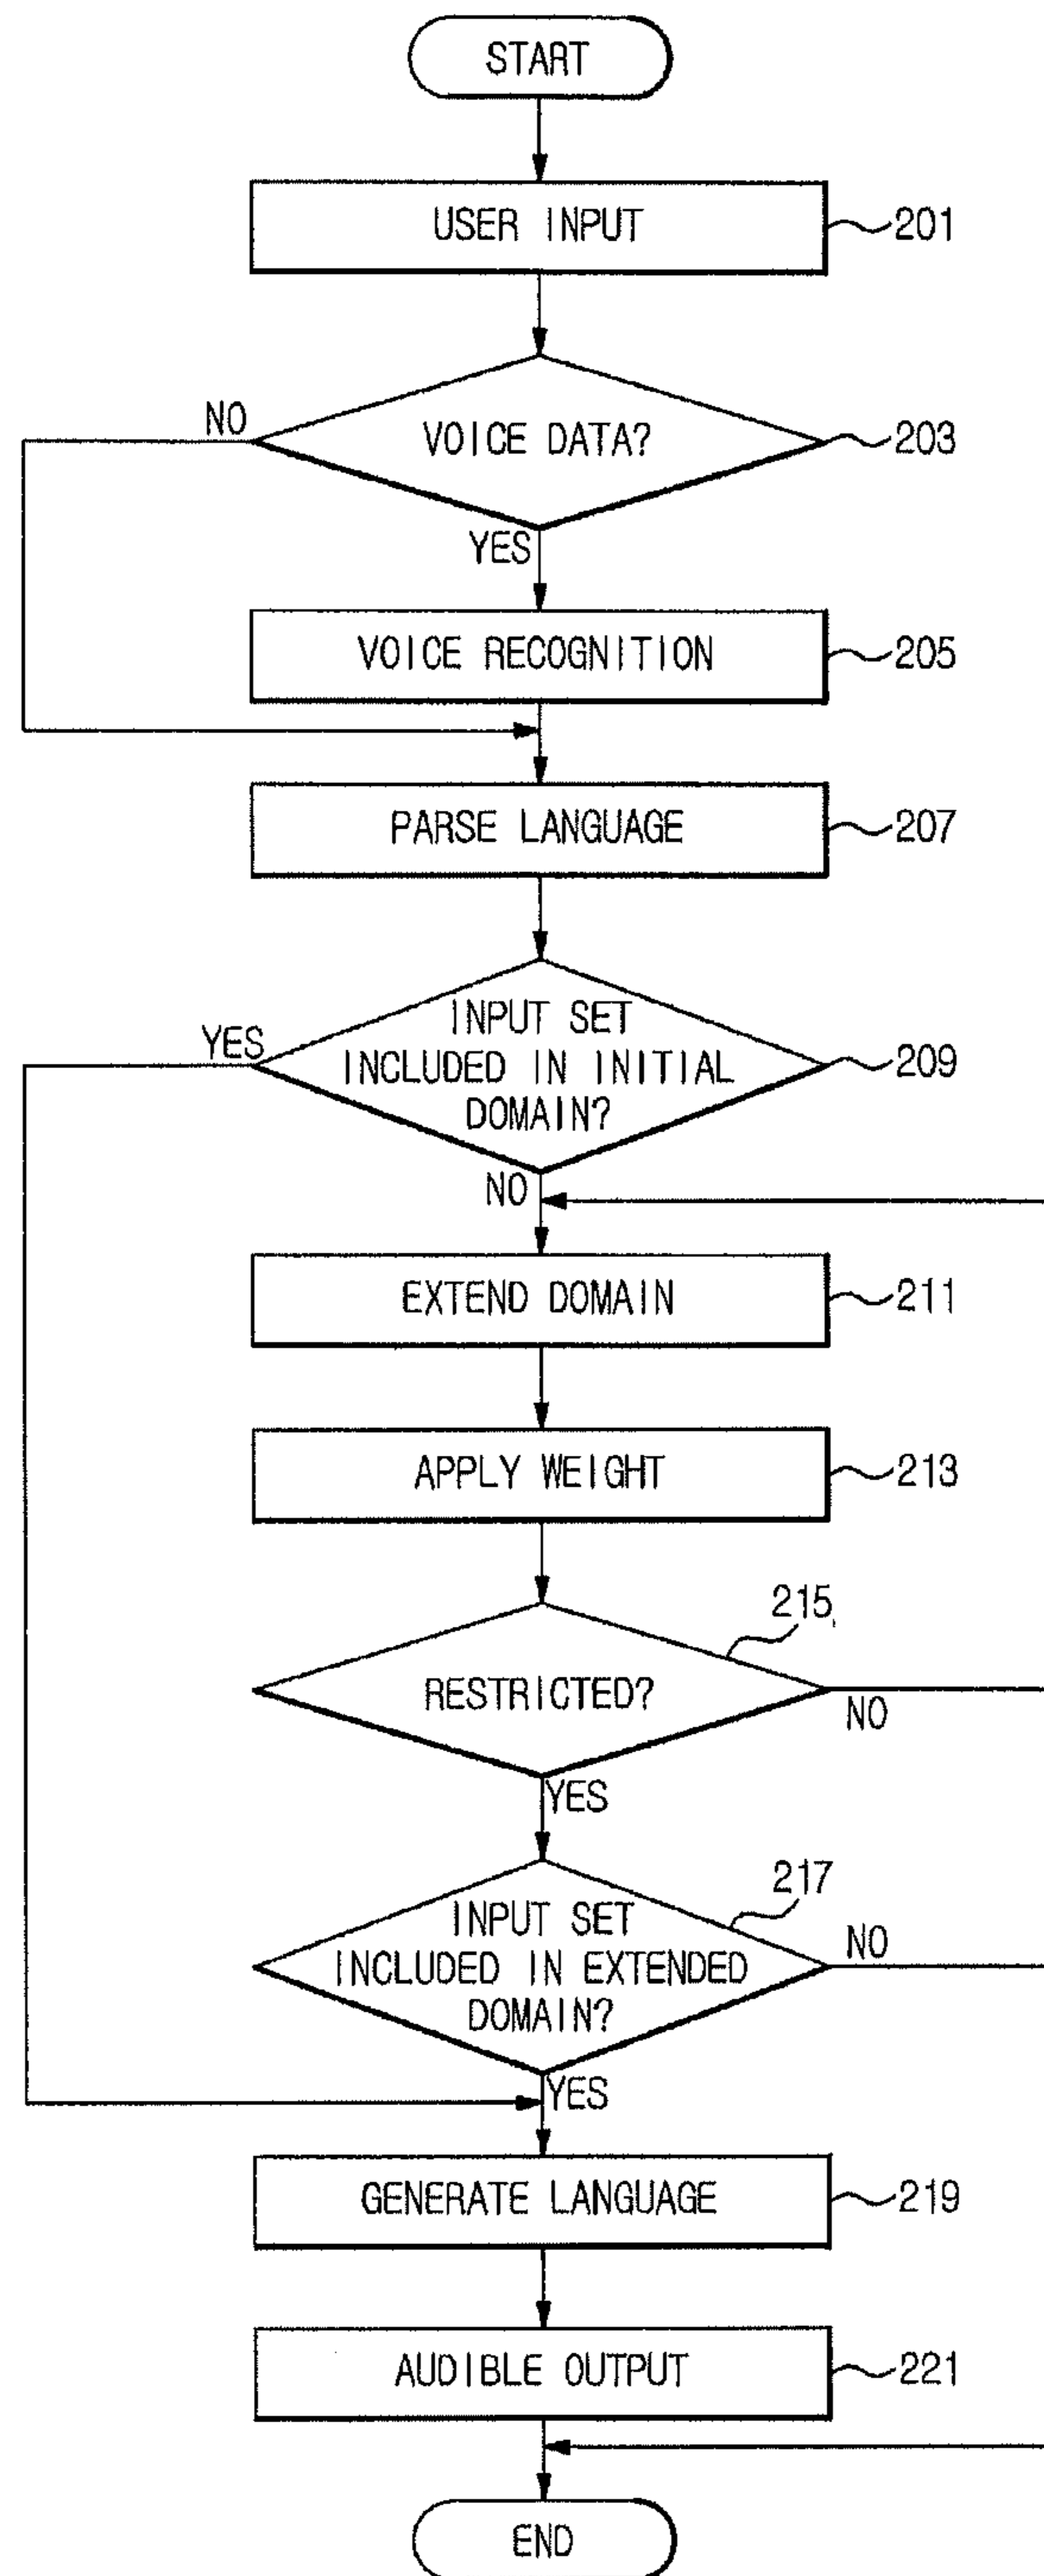 START
USER INPUT
201
NO
VOICE DATA?
203
YES
VOICE RECOGNITION
205
PARSE LANGUAGE
207
YES
INPUT SET
INCLUDED IN INITIAL
DOMAIN?
209
NO
EXTEND DOMAIN
211
APPLY WEIGHT
213
215
RESTRICTED?
NO
YES
217
INPUT SET
INCLUDED IN EXTENDED
DOMAIN?
NO
YES
GENERATE LANGUAGE
219
AUDIBLE OUTPUT
221
END